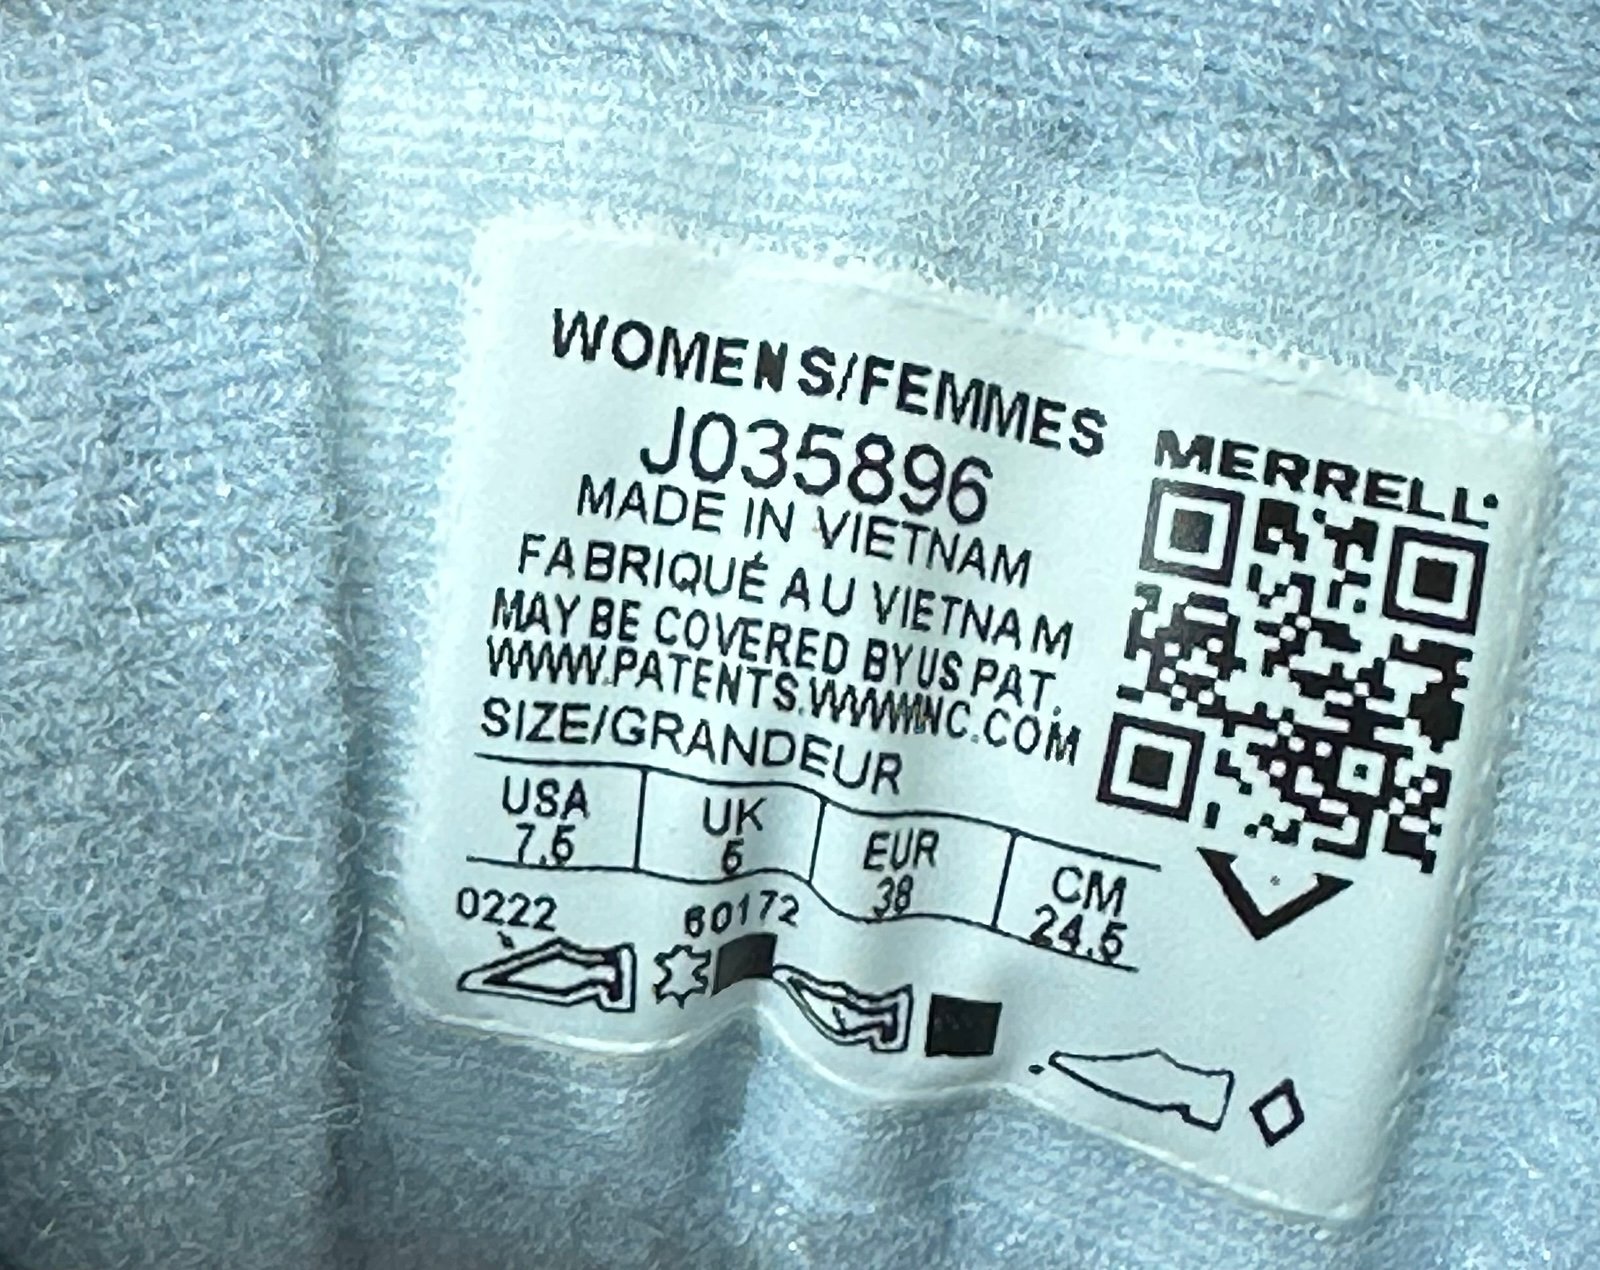 WOMENS/FEMMES
J035896
MADE IN VIETNAM
FABRIQUÉ AU VIETNAM
MAY BE COVERED BY US PAT.
WWW.PATENTS.WWWINC.COM
SIZE/GRANDEUR
USA UK EUR CM
7.5 5 38 24.5
0222 60172
MERRELL